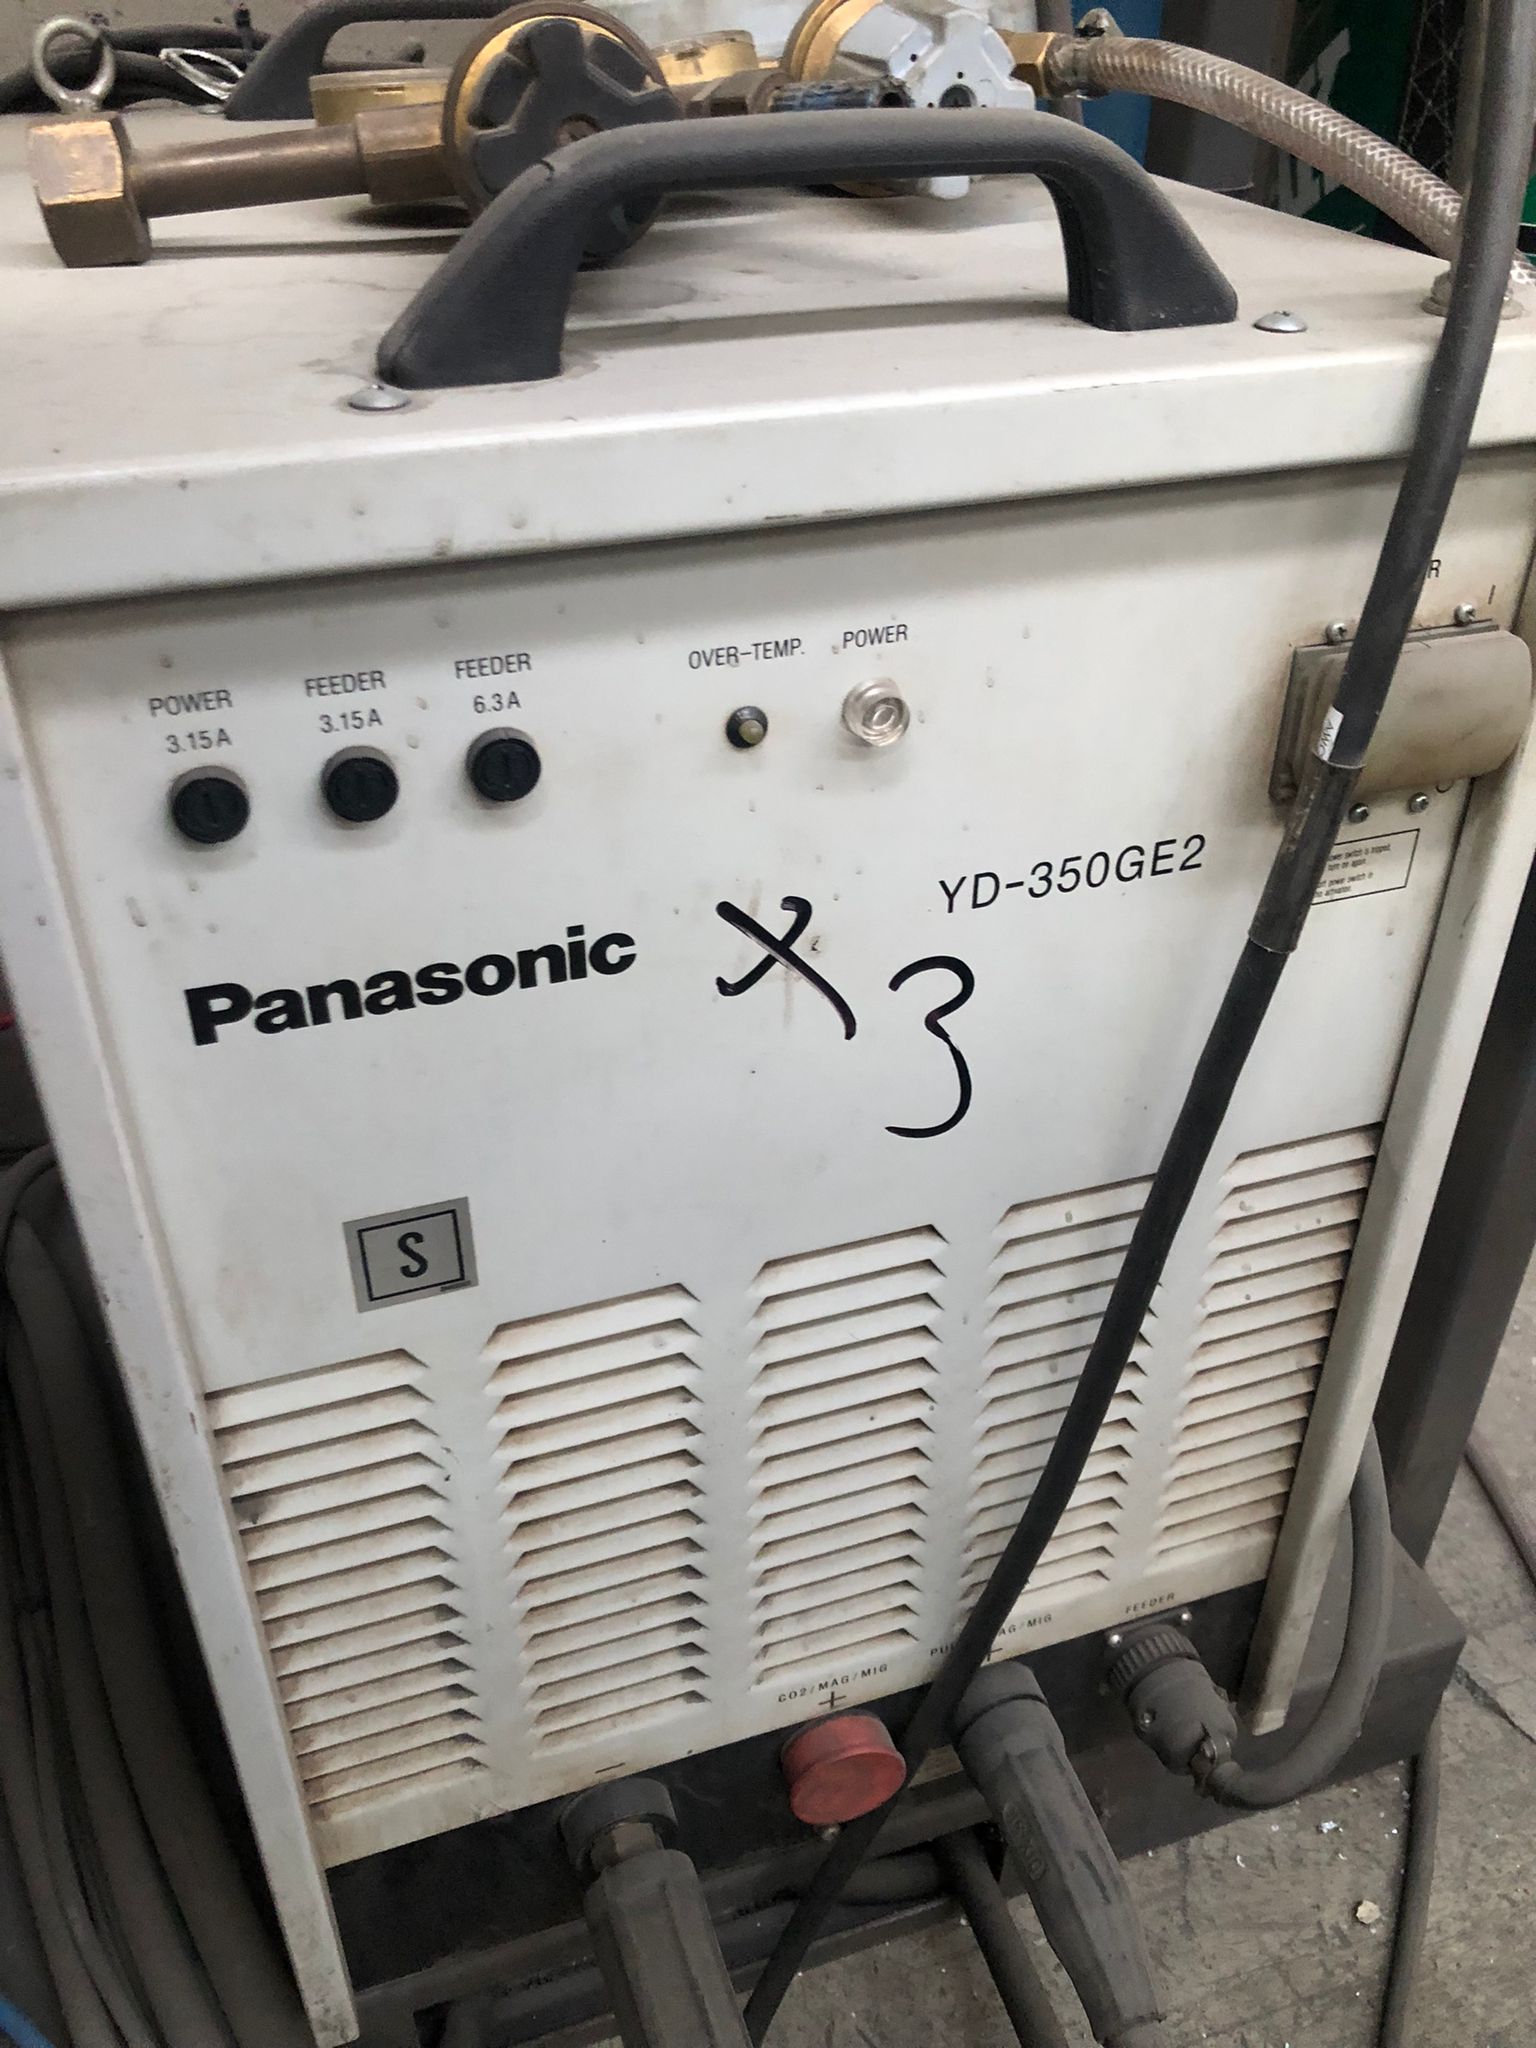 POWER
3.15A
FEEDER
3.15A
FEEDER
6.3A
OVER-TEMP.
POWER
YD-350GE2
Panasonic
X
3
S
CO2/MAG/MIG
+
FEEDER